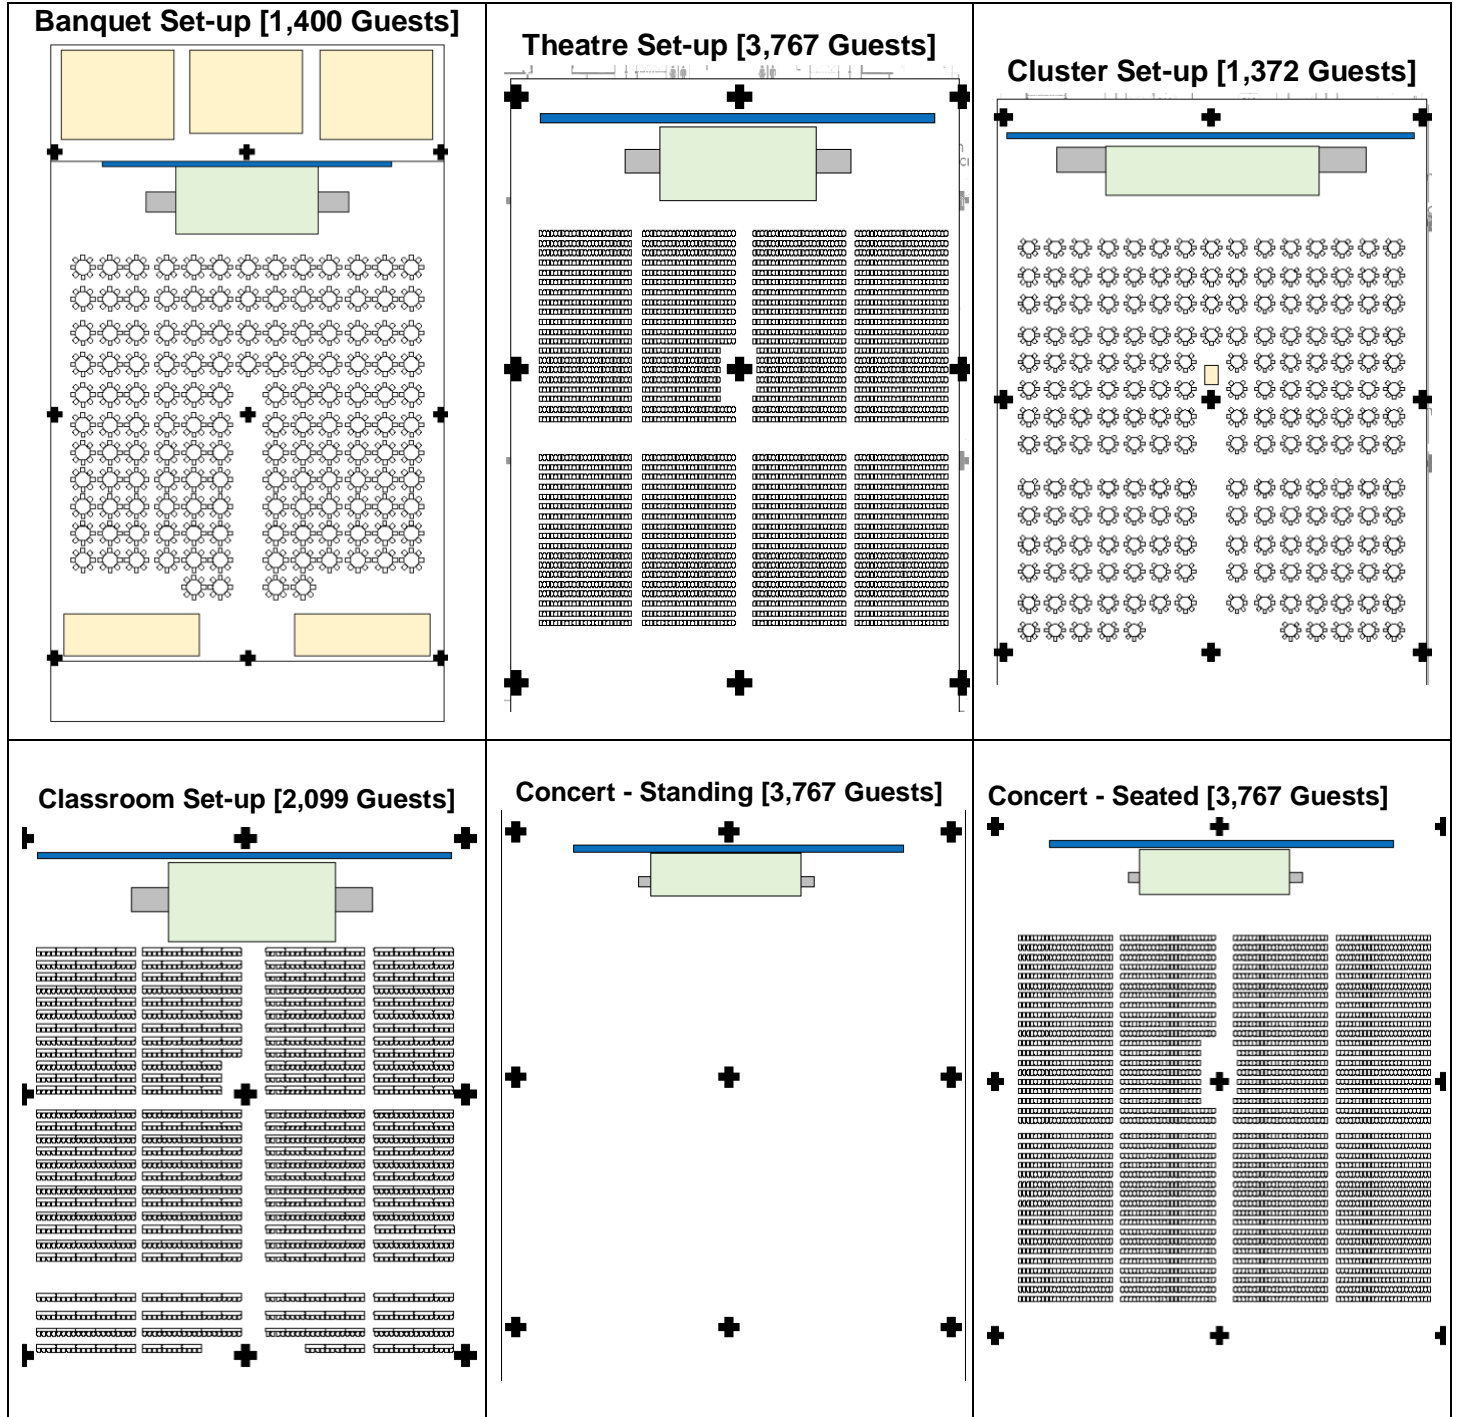 Banquet Set-up [1,400 Guests]
Theatre Set-up [3,767 Guests]
Cluster Set-up [1,372 Guests]
Classroom Set-up [2,099 Guests]
Concert - Standing [3,767 Guests]
Concert - Seated [3,767 Guests]